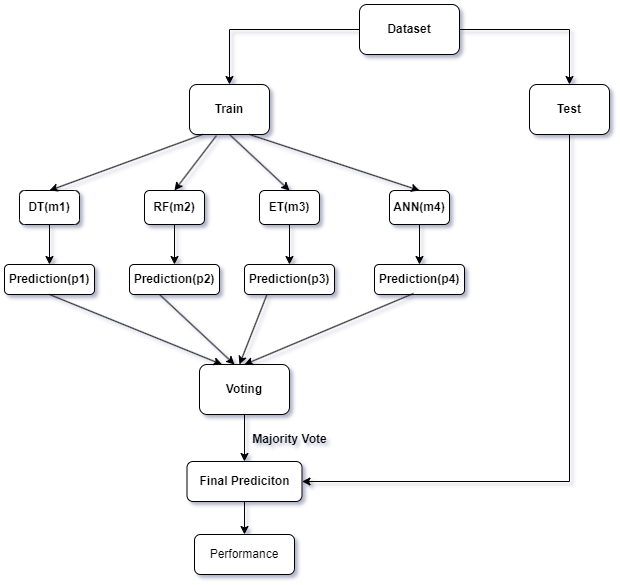 Dataset
Train
Test
DT(m1)
RF(m2)
ET(m3)
ANN(m4)
Prediction(p1)
Prediction(p2)
Prediction(p3)
Prediction(p4)
Voting
Majority Vote
Final Prediciton
Performance